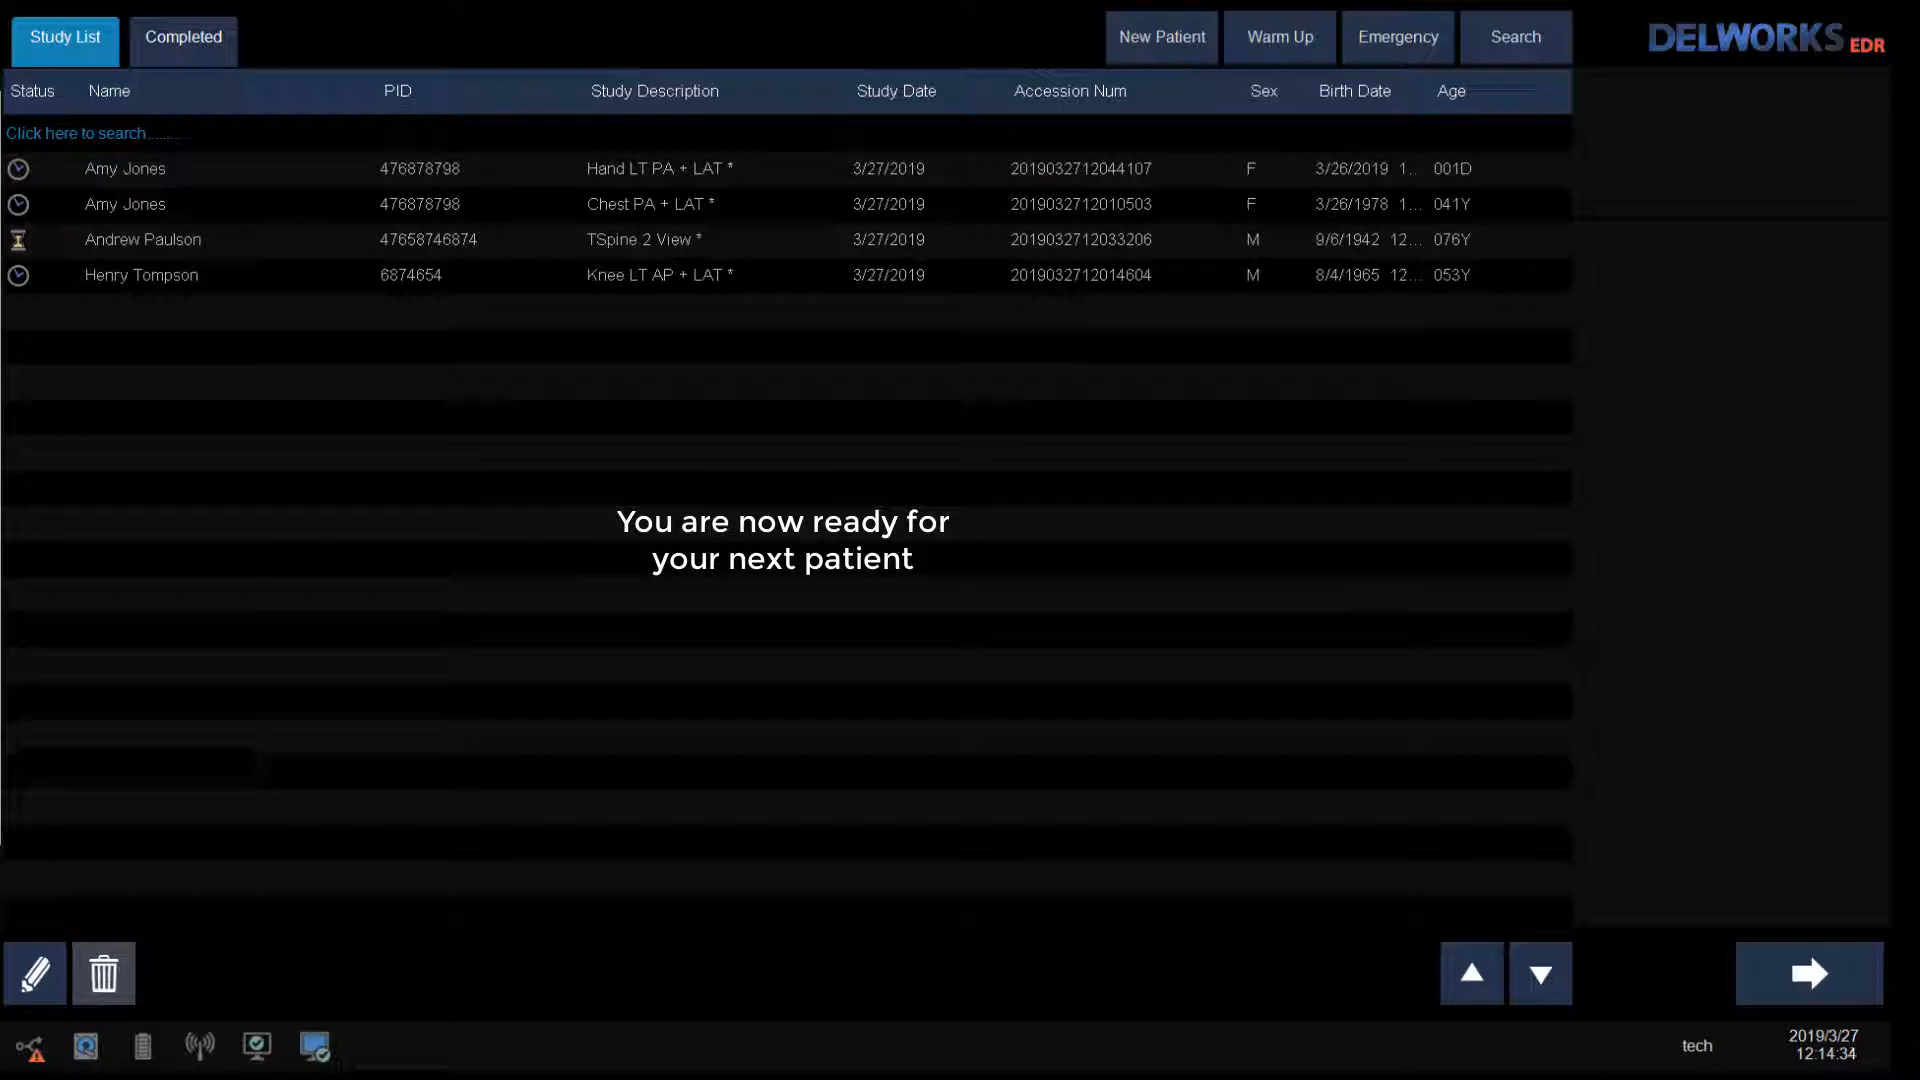 Study List Completed New Patient Warm Up Emergency Search DELWORKS EDR
Status Name PID Study Description Study Date Accession Num Sex Birth Date Age
Click here to search
Amy Jones 476878798 Hand LT PA + LAT * 3/27/2019 2019032712044107 F 3/26/2019 1... 001D
Amy Jones 476878798 Chest PA + LAT * 3/27/2019 2019032712010503 F 3/26/1978 1... 041Y
Andrew Paulson 47658746874 TSpine 2 View * 3/27/2019 2019032712033206 M 9/6/1942 12... 076Y
Henry Tompson 6874654 Knee LT AP + LAT * 3/27/2019 2019032712014604 M 8/4/1965 12... 053Y
You are now ready for
your next patient
tech 2019/3/27
12:14:34